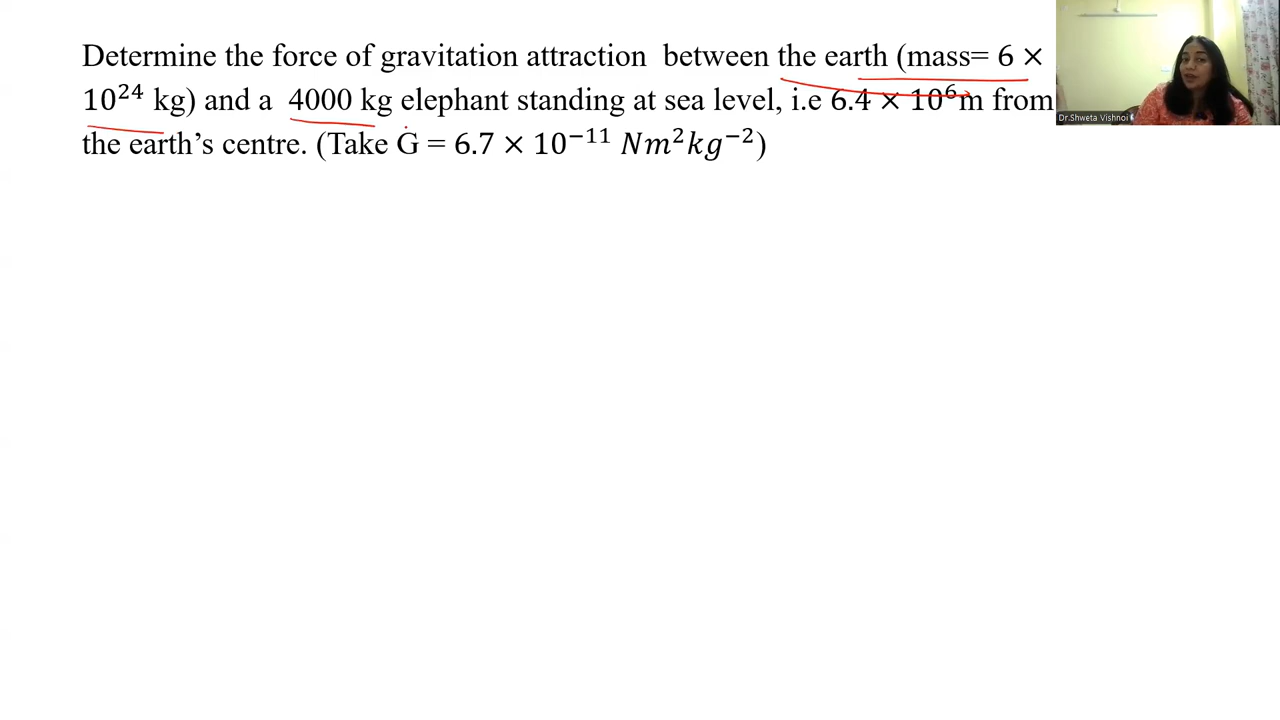 Determine the force of gravitation attraction between the earth (mass= 6 ×
10²⁴ kg) and a 4000 kg elephant standing at sea level, i.e 6.4 × 10⁶m from
the earth’s centre. (Take G = 6.7 × 10⁻¹¹ Nm²kg⁻²)
Dr.Shweta Vishnoi